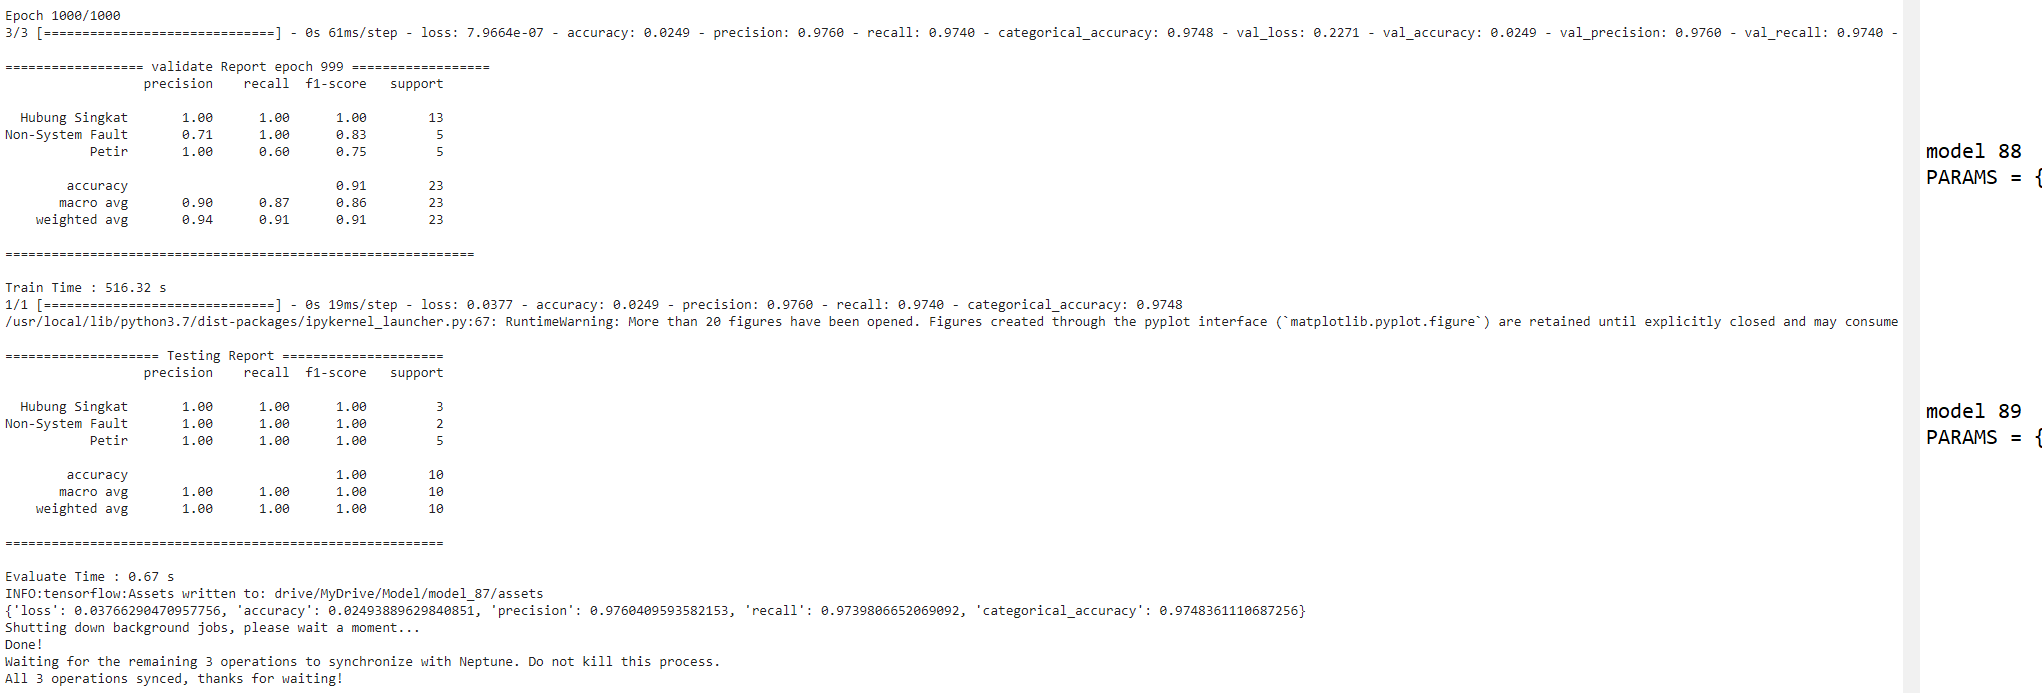 Epoch 1000/1000
3/3 [==============================] - 0s 61ms/step - loss: 7.9664e-07 - accuracy: 0.0249 - precision: 0.9760 - recall: 0.9740 - categorical_accuracy: 0.9748 - val_loss: 0.2271 - val_accuracy: 0.0249 - val_precision: 0.9760 - val_recall: 0.9740 -
================== validate Report epoch 999 ==================
precision recall f1-score support
Hubung Singkat 1.00 1.00 1.00 13
Non-System Fault 0.71 1.00 0.83 5
Petir 1.00 0.60 0.75 5
accuracy 0.91 23
macro avg 0.90 0.87 0.86 23
weighted avg 0.94 0.91 0.91 23
=============================================================
Train Time : 516.32 s
1/1 [==============================] - 0s 19ms/step - loss: 0.0377 - accuracy: 0.0249 - precision: 0.9760 - recall: 0.9740 - categorical_accuracy: 0.9748
/usr/local/lib/python3.7/dist-packages/ipykernel_launcher.py:67: RuntimeWarning: More than 20 figures have been opened. Figures created through the pyplot interface (`matplotlib.pyplot.figure`) are retained until explicitly closed and may consume
==================== Testing Report =====================
precision recall f1-score support
Hubung Singkat 1.00 1.00 1.00 3
Non-System Fault 1.00 1.00 1.00 2
Petir 1.00 1.00 1.00 5
accuracy 1.00 10
macro avg 1.00 1.00 1.00 10
weighted avg 1.00 1.00 1.00 10
=========================================================
Evaluate Time : 0.67 s
INFO:tensorflow:Assets written to: drive/MyDrive/Model/model_87/assets
{'loss': 0.03766290470957756, 'accuracy': 0.02493889629840851, 'precision': 0.9760409593582153, 'recall': 0.9739806652069092, 'categorical_accuracy': 0.9748361110687256}
Shutting down background jobs, please wait a moment...
Done!
Waiting for the remaining 3 operations to synchronize with Neptune. Do not kill this process.
All 3 operations synced, thanks for waiting!
model 88
PARAMS = {
model 89
PARAMS = {